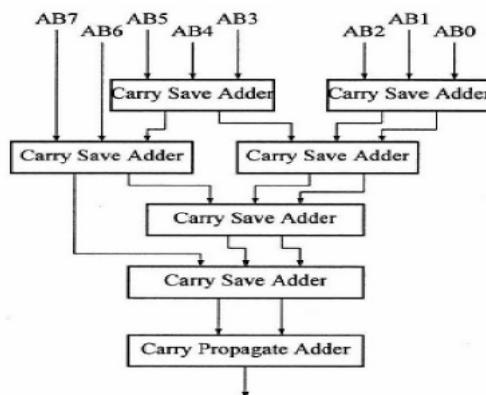 AB7 AB6 AB5 AB4 AB3 AB2 AB1 AB0
Carry Save Adder Carry Save Adder
Carry Save Adder Carry Save Adder
Carry Save Adder
Carry Save Adder
Carry Propagate Adder